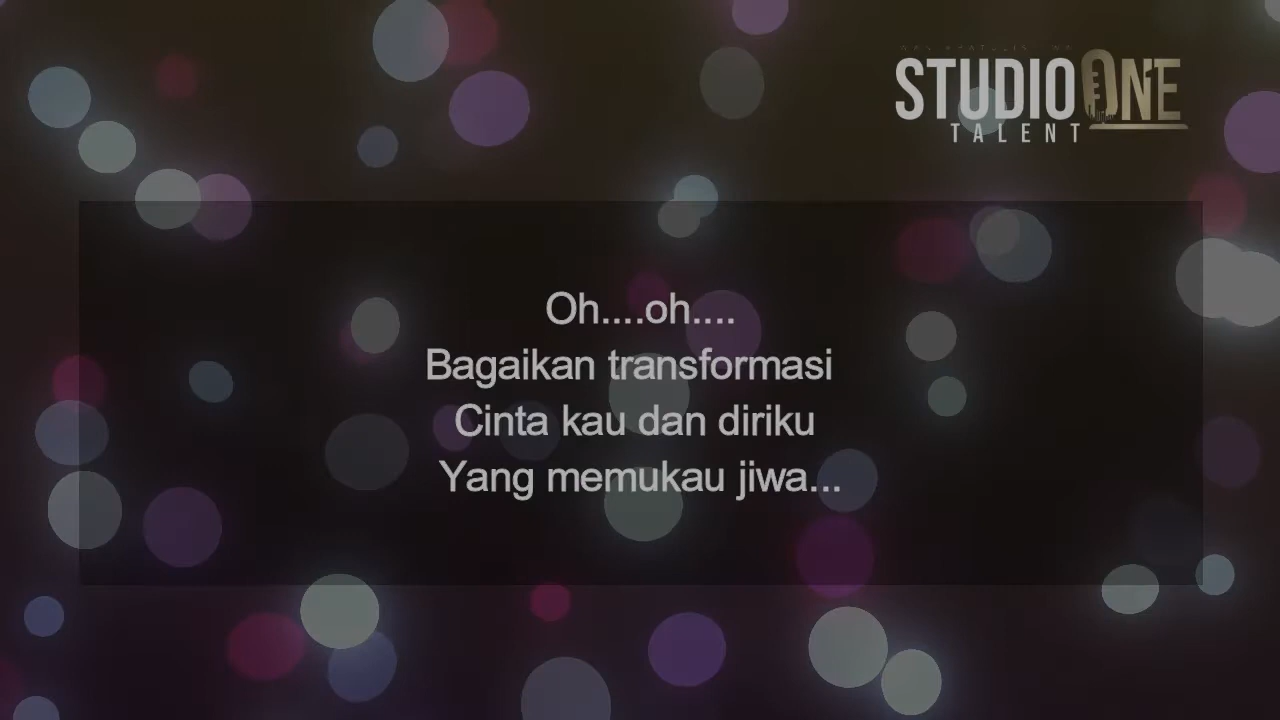 STUDIO ONE
TALENT
Oh....oh....
Bagaikan transformasi
Cinta kau dan diriku
Yang memukau jiwa...